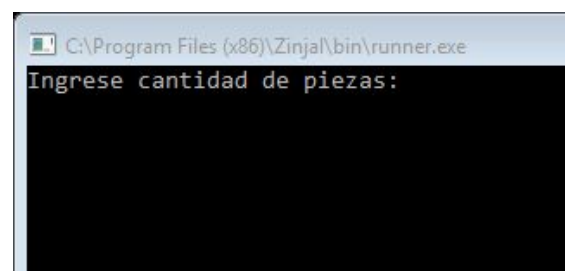 C:\Program Files (x86)\Zinjal\bin\runner.exe
Ingrese cantidad de piezas: